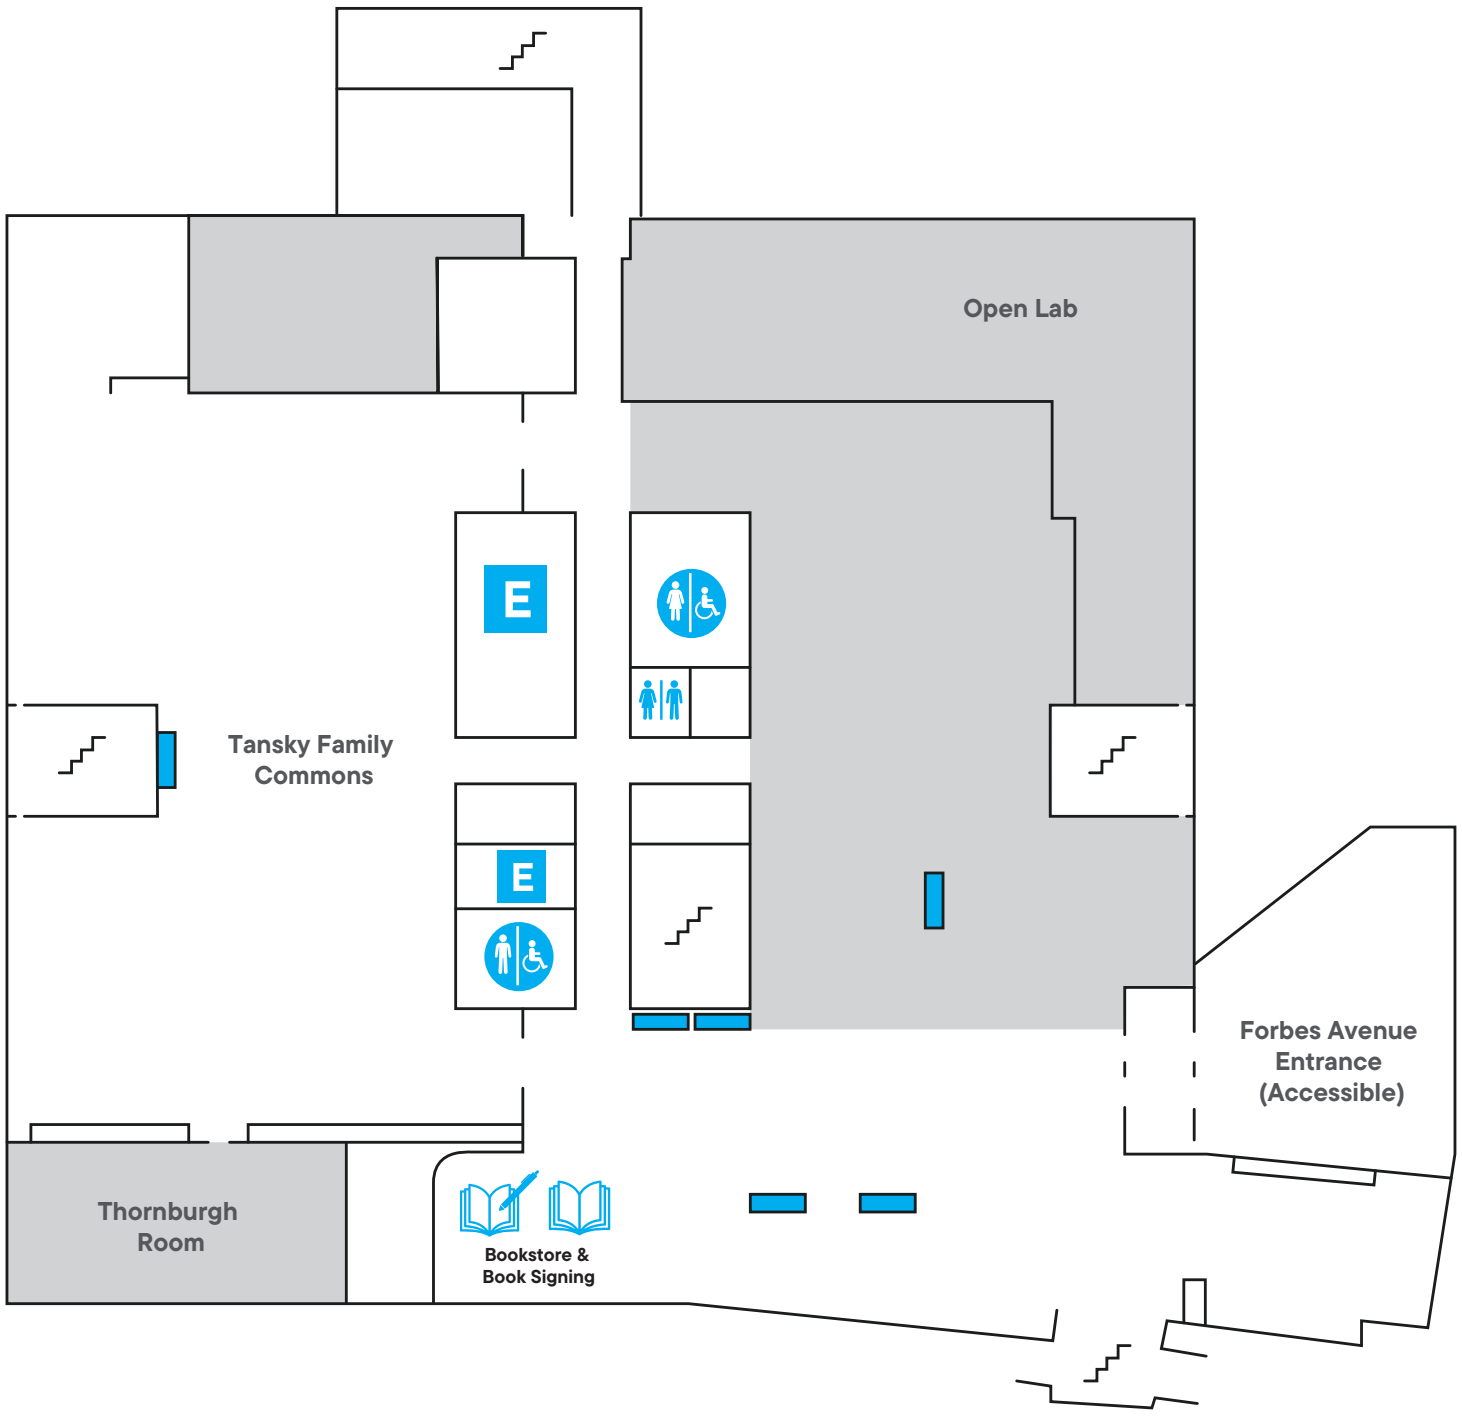 Open Lab
E
Tansky Family
Commons
E
Forbes Avenue
Entrance
(Accessible)
Thornburgh
Room
Bookstore &
Book Signing